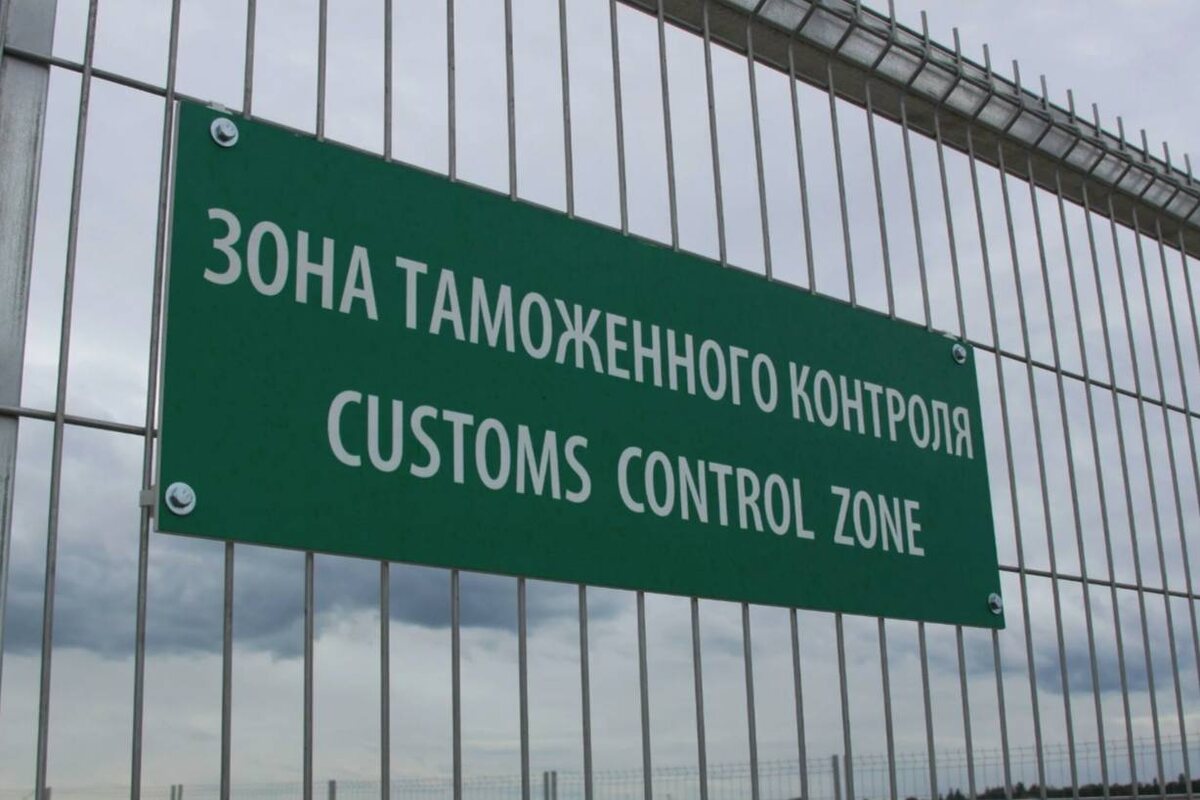 ЗОНА ТАМОЖЕННОГО КОНТРОЛЯ
CUSTOMS CONTROL ZONE